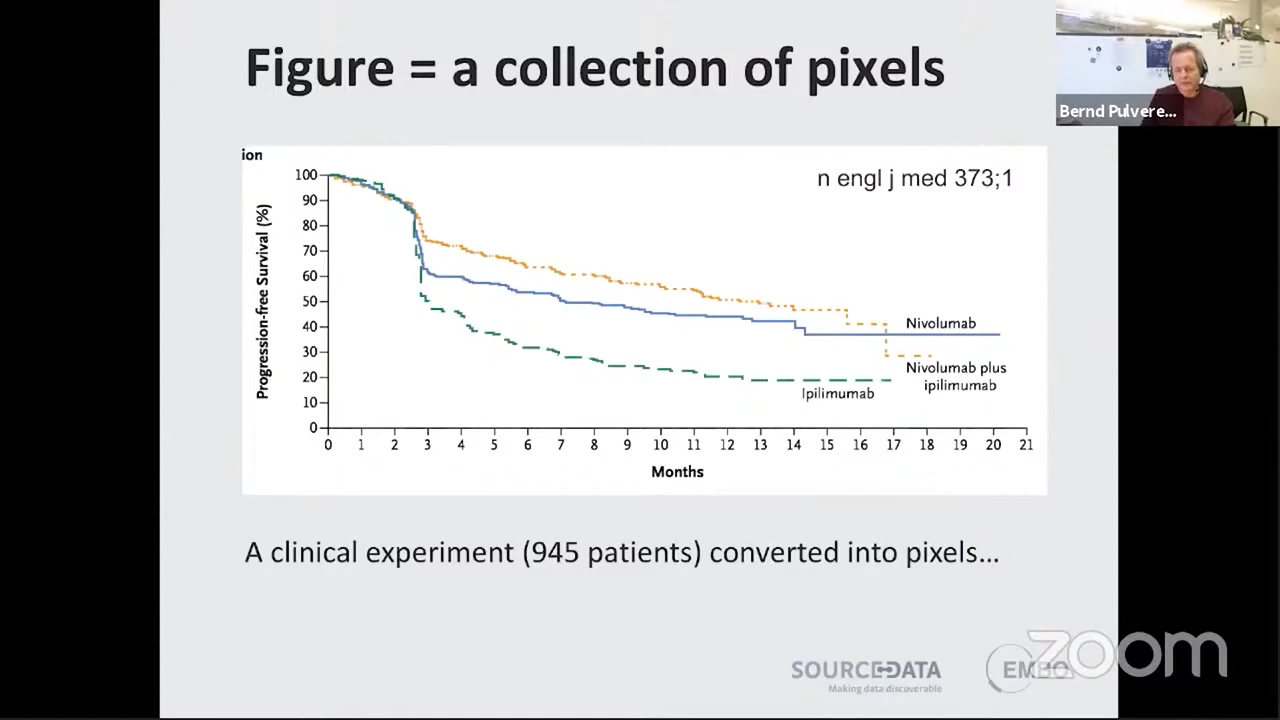 Figure = a collection of pixels
Bernd Pulvere...
ion
n engl j med 373;1
Progression-free Survival (%)
100
90
80
70
60
50
40
30
20
10
0
Nivolumab
Nivolumab plus
ipilimumab
Ipilimumab
0 1 2 3 4 5 6 7 8 9 10 11 12 13 14 15 16 17 18 19 20 21
Months
A clinical experiment (945 patients) converted into pixels...
SOURCEDATA
Making data discoverable
EMBO
zoom